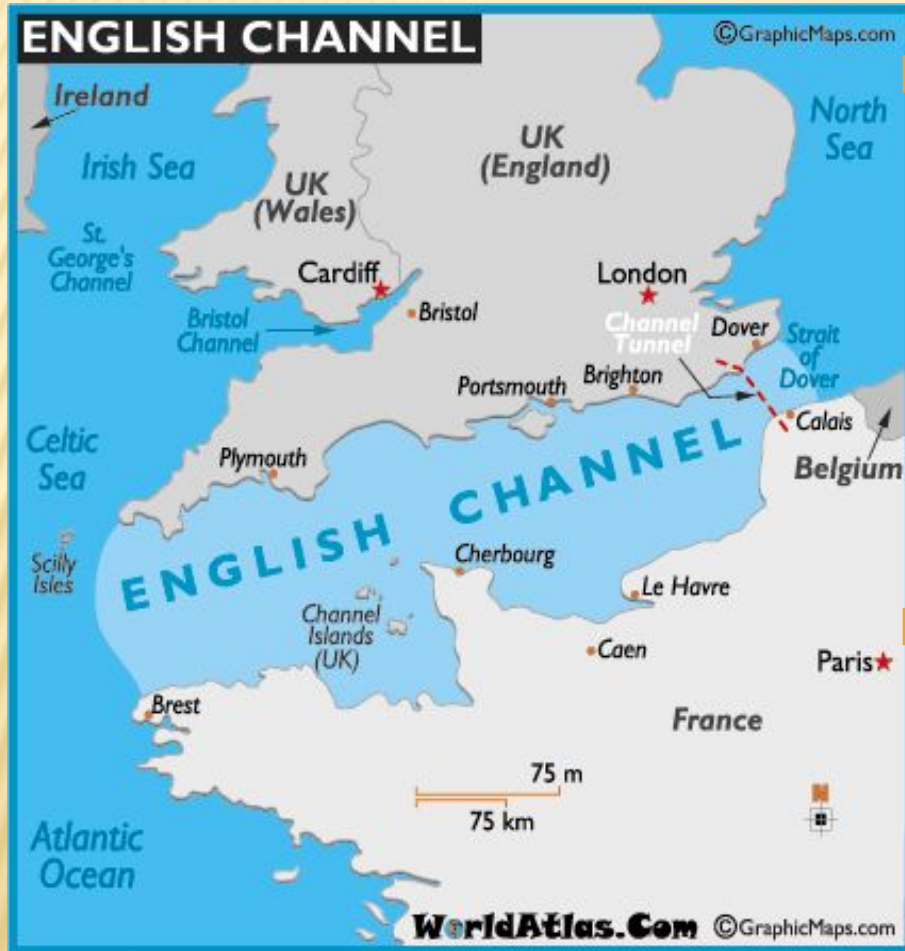 ENGLISH CHANNEL
©GraphicMaps.com
Ireland
North
Sea
Irish Sea
UK
(England)
UK
(Wales)
St.
George's
Channel
Cardiff
London
Bristol
Channel
Bristol
Channel
Tunnel
Dover
Strait
of
Dover
Portsmouth
Brighton
Calais
Celtic
Sea
Plymouth
Belgium
ENGLISH CHANNEL
Scilly
Isles
Cherbourg
Le Havre
Channel
Islands
(UK)
Caen
Paris
Brest
France
75 m
75 km
N
Atlantic
Ocean
WorldAtlas.Com
©GraphicMaps.com